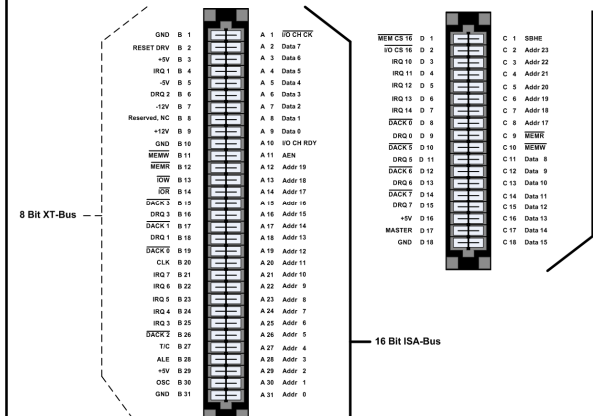 GND B 1 A 1 I/O CH CK
RESET DRV B 2 A 2 Data 7
+5V B 3 A 3 Data 6
IRQ 1 B 4 A 4 Data 5
-5V B 5 A 5 Data 4
DRQ 2 B 6 A 6 Data 3
-12V B 7 A 7 Data 2
Reserved, NC B 8 A 8 Data 1
+12V B 9 A 9 Data 0
GND B 10 A 10 I/O CH RDY
MEMW B 11 A 11 AEN
MEMR B 12 A 12 Addr 19
IOW B 13 A 13 Addr 18
IOR B 14 A 14 Addr 17
DACK 3 B 15 A 15 Addr 16
DRQ 3 B 16 A 16 Addr 15
DACK 1 B 17 A 17 Addr 14
DRQ 1 B 18 A 18 Addr 13
DACK 0 B 19 A 19 Addr 12
CLK B 20 A 20 Addr 11
IRQ 7 B 21 A 21 Addr 10
IRQ 6 B 22 A 22 Addr 9
IRQ 5 B 23 A 23 Addr 8
IRQ 4 B 24 A 24 Addr 7
IRQ 3 B 25 A 25 Addr 6
DACK 2 B 26 A 26 Addr 5
T/C B 27 A 27 Addr 4
ALE B 28 A 28 Addr 3
+5V B 29 A 29 Addr 2
OSC B 30 A 30 Addr 1
GND B 31 A 31 Addr 0
8 Bit XT-Bus
16 Bit ISA-Bus
MEM CS 16 D 1 C 1 SBHE
I/O CS 16 D 2 C 2 Addr 23
IRQ 10 D 3 C 3 Addr 22
IRQ 11 D 4 C 4 Addr 21
IRQ 12 D 5 C 5 Addr 20
IRQ 13 D 6 C 6 Addr 19
IRQ 14 D 7 C 7 Addr 18
DACK 0 D 8 C 8 Addr 17
DRQ 0 D 9 C 9 MEMR
DACK 5 D 10 C 10 MEMW
DRQ 5 D 11 C 11 Data 8
DACK 6 D 12 C 12 Data 9
DRQ 6 D 13 C 13 Data 10
DACK 7 D 14 C 14 Data 11
DRQ 7 D 15 C 15 Data 12
+5V D 16 C 16 Data 13
MASTER D 17 C 17 Data 14
GND D 18 C 18 Data 15